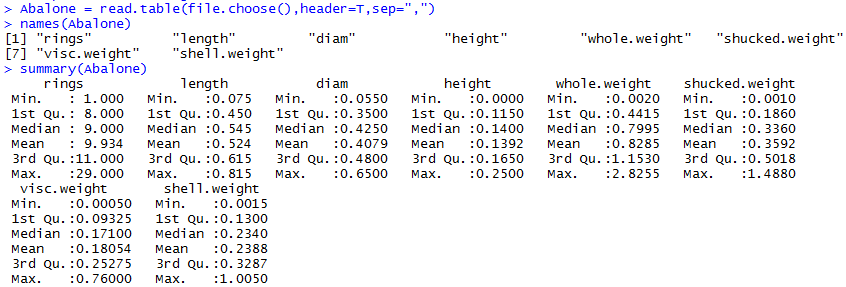 > Abalone = read.table(file.choose(),header=T,sep=",")
> names(Abalone)
[1] "rings"         "length"        "diam"          "height"        "whole.weight"  "shucked.weight"
[7] "visc.weight"   "shell.weight"
> summary(Abalone)
     rings            length           diam            height        whole.weight    shucked.weight
 Min.   : 1.000   Min.   :0.075   Min.   :0.0550   Min.   :0.0000   Min.   :0.0020   Min.   :0.0010
 1st Qu.: 8.000   1st Qu.:0.450   1st Qu.:0.3500   1st Qu.:0.1150   1st Qu.:0.4415   1st Qu.:0.1860
 Median : 9.000   Median :0.545   Median :0.4250   Median :0.1400   Median :0.7995   Median :0.3360
 Mean   : 9.934   Mean   :0.524   Mean   :0.4079   Mean   :0.1392   Mean   :0.8285   Mean   :0.3592
 3rd Qu.:11.000   3rd Qu.:0.615   3rd Qu.:0.4800   3rd Qu.:0.1650   3rd Qu.:1.1530   3rd Qu.:0.5018
 Max.   :29.000   Max.   :0.815   Max.   :0.6500   Max.   :0.2500   Max.   :2.8255   Max.   :1.4880
  visc.weight       shell.weight
 Min.   :0.00050   Min.   :0.0015
 1st Qu.:0.09325   1st Qu.:0.1300
 Median :0.17100   Median :0.2340
 Mean   :0.18054   Mean   :0.2388
 3rd Qu.:0.25275   3rd Qu.:0.3287
 Max.   :0.76000   Max.   :1.0050